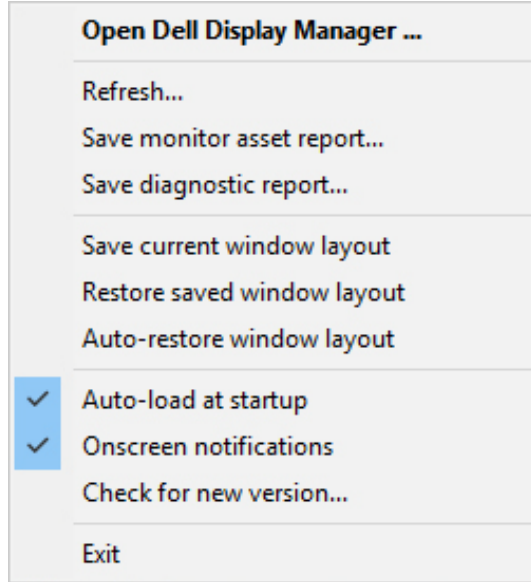 Open Dell Display Manager ...
Refresh...
Save monitor asset report...
Save diagnostic report...
Save current window layout
Restore saved window layout
Auto-restore window layout
Auto-load at startup
Onscreen notifications
Check for new version...
Exit